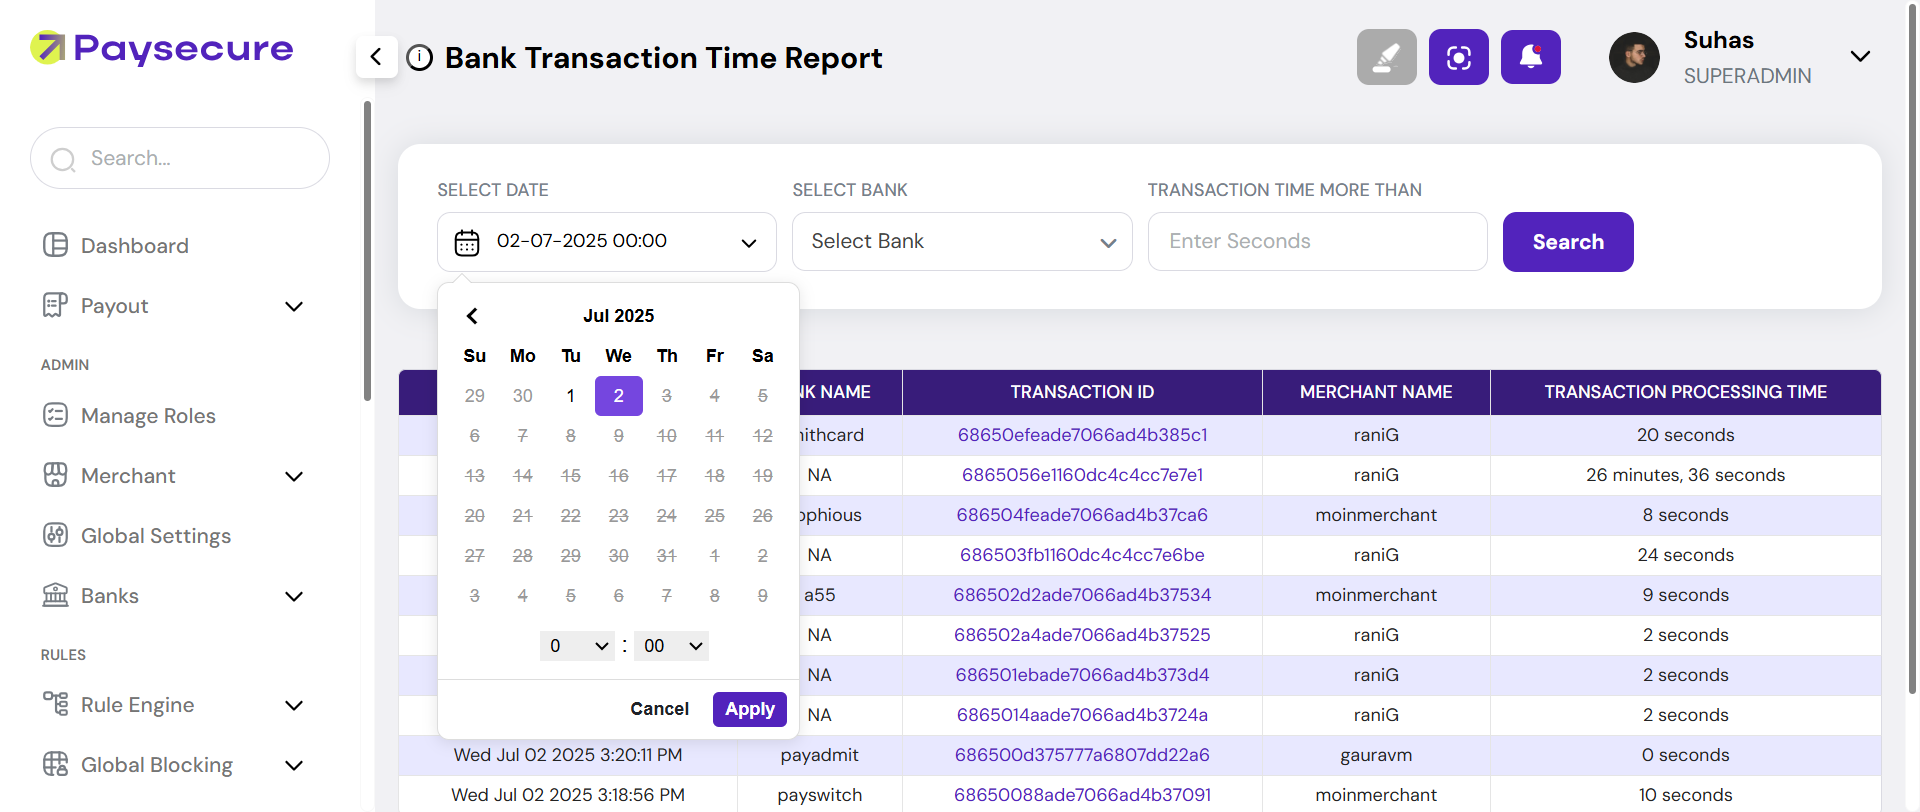 Paysecure
Bank Transaction Time Report
Suhas
SUPERADMIN
Search...
Dashboard
Payout
ADMIN
Manage Roles
Merchant
Global Settings
Banks
RULES
Rule Engine
Global Blocking
SELECT DATE
02-07-2025 00:00
SELECT BANK
Select Bank
TRANSACTION TIME MORE THAN
Enter Seconds
Search
Jul 2025
Su Mo Tu We Th Fr Sa
29 30 1 2 3 4 5
6 7 8 9 10 11 12
13 14 15 16 17 18 19
20 21 22 23 24 25 26
27 28 29 30 31 1 2
3 4 5 6 7 8 9
0 : 00
Cancel Apply
NAME TRANSACTION ID MERCHANT NAME TRANSACTION PROCESSING TIME
68650efeade7066ad4b385c1 raniG 20 seconds
NA 6865056e1160dc4c4cc7e7e1 raniG 26 minutes, 36 seconds
686504feade7066ad4b37ca6 moinmerchant 8 seconds
NA 686503fb1160dc4c4cc7e6be raniG 24 seconds
a55 686502d2ade7066ad4b37534 moinmerchant 9 seconds
NA 686502a4ade7066ad4b37525 raniG 2 seconds
NA 686501ebade7066ad4b373d4 raniG 2 seconds
NA 6865014aade7066ad4b3724a raniG 2 seconds
Wed Jul 02 2025 3:20:11 PM payadmit 686500d375777a6807dd22a6 gauravm 0 seconds
Wed Jul 02 2025 3:18:56 PM payswitch 68650088ade7066ad4b37091 moinmerchant 10 seconds